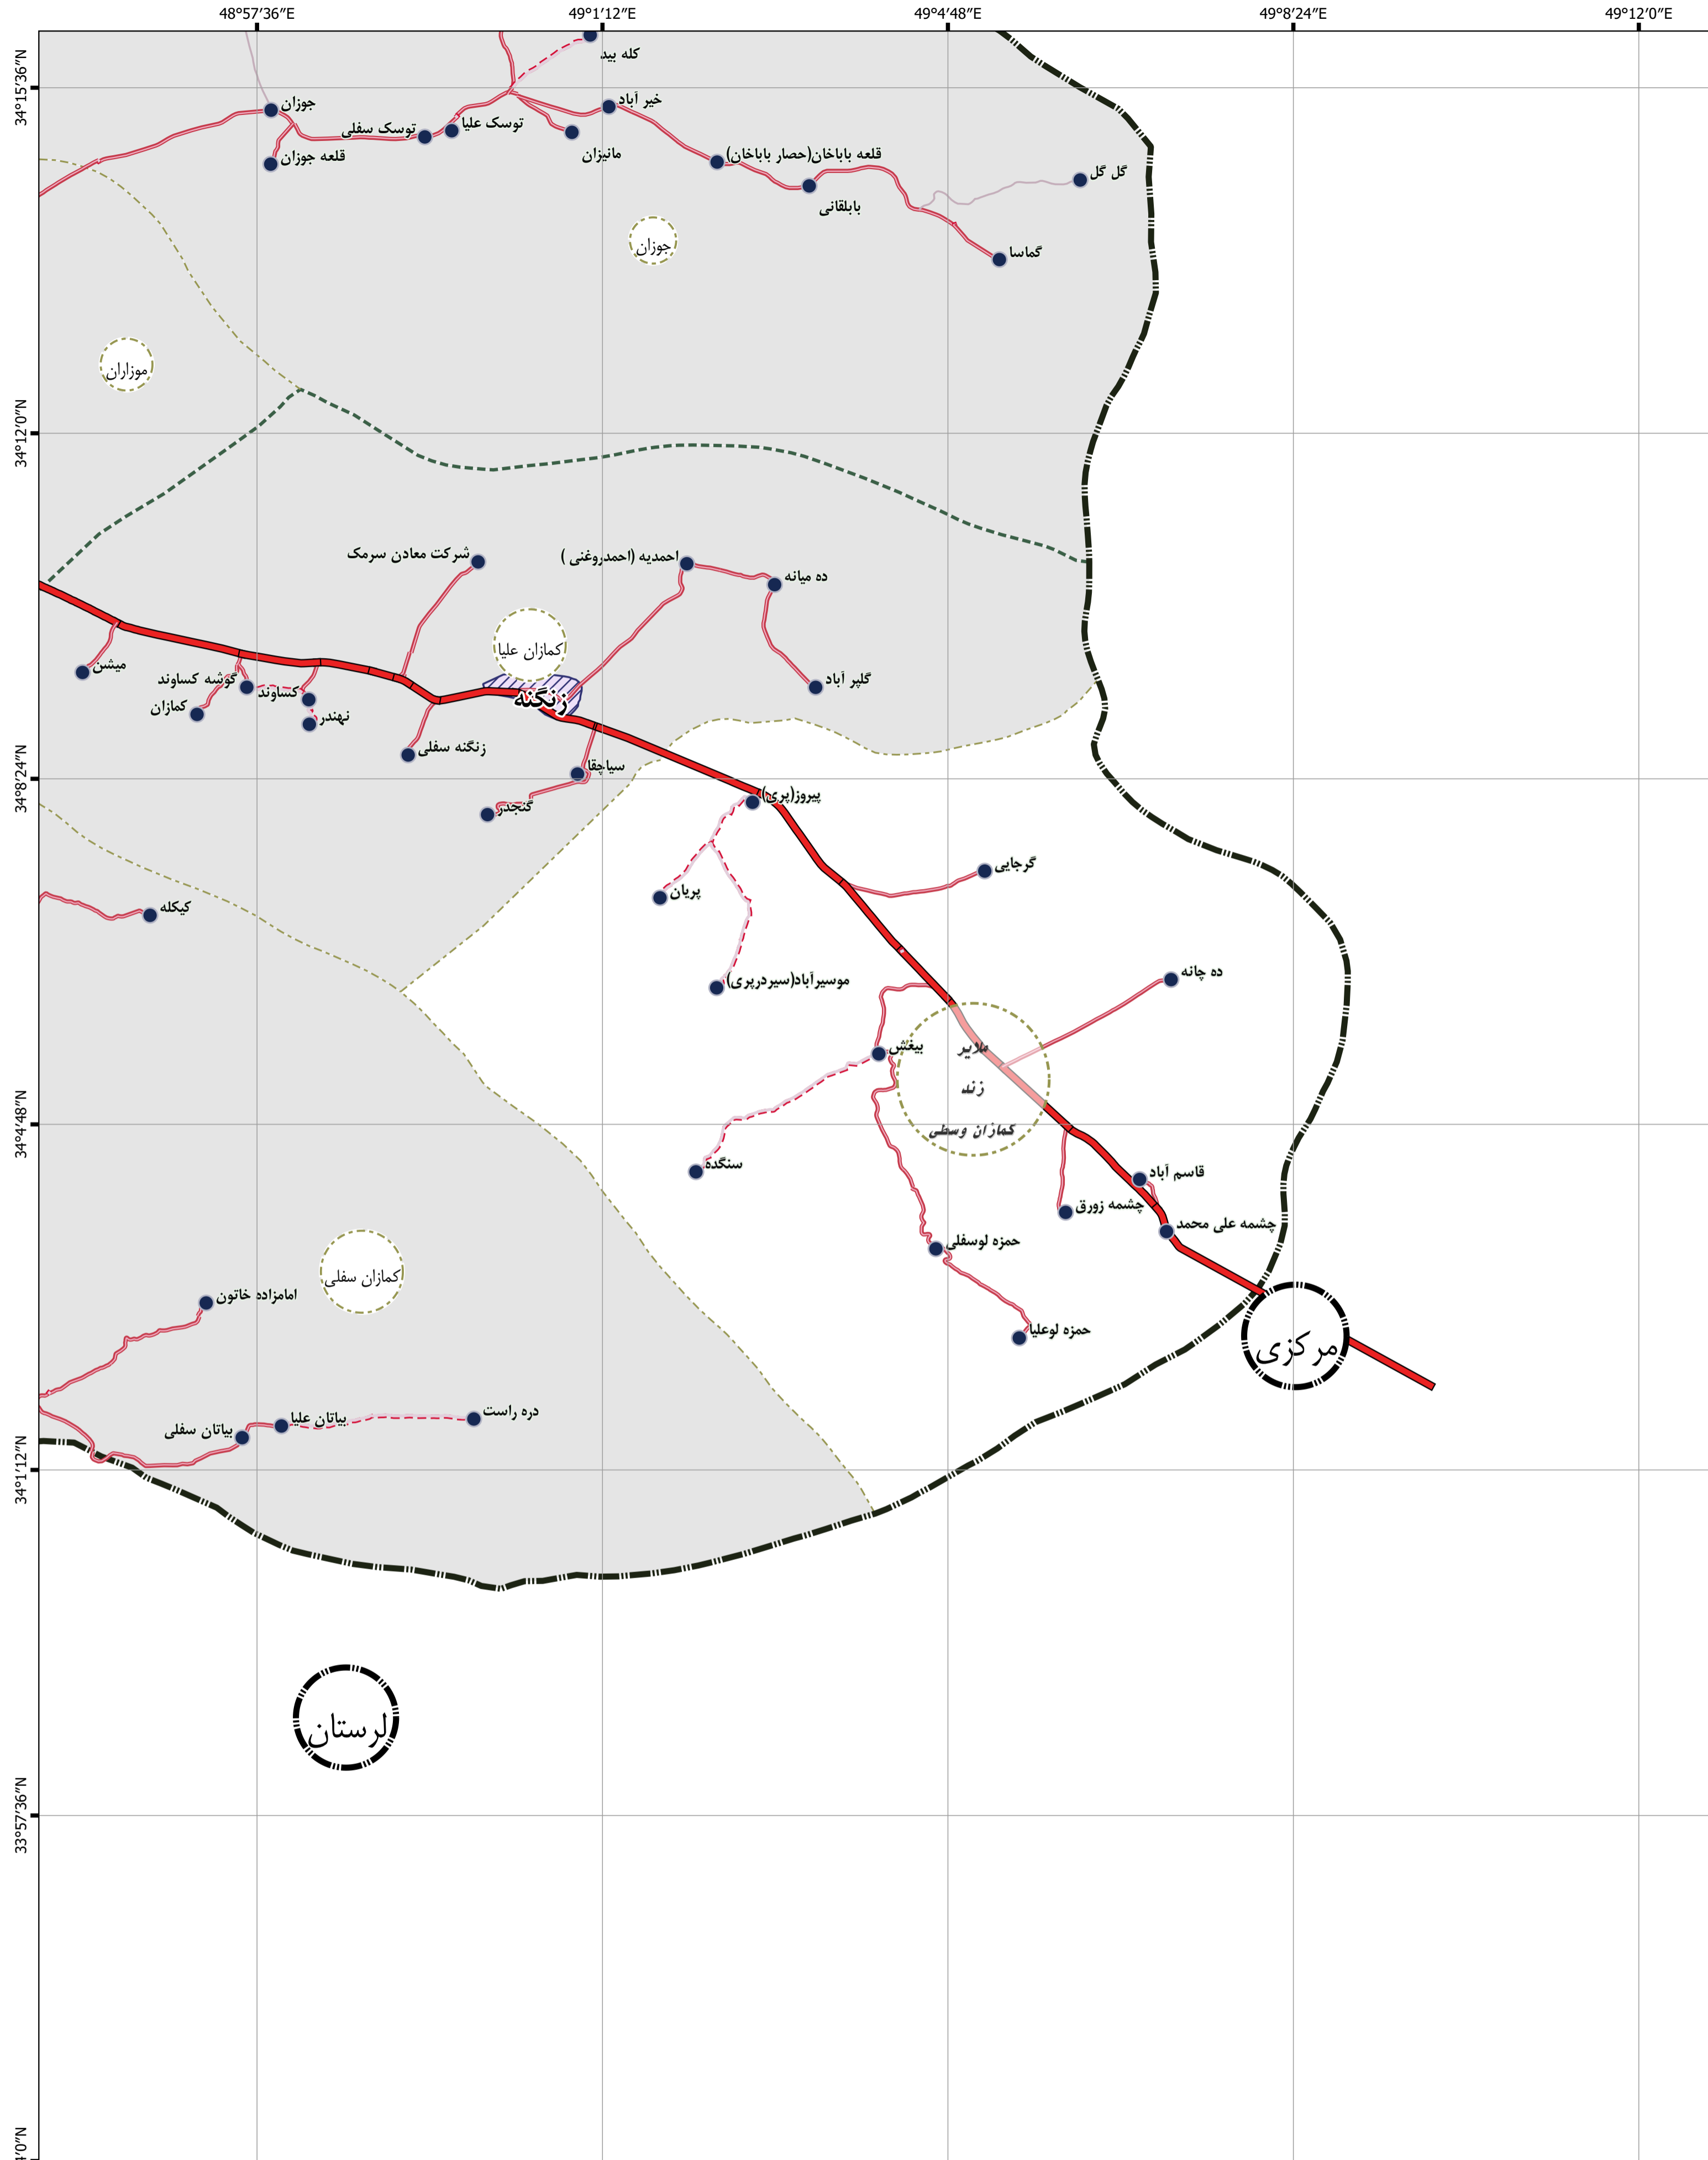 48°57'36"E
49°1'12"E
49°4'48"E
49°8'24"E
49°12'0"E
34°15'36"N
34°12'0"N
34°8'24"N
34°4'48"N
34°1'12"N
33°57'36"N
کله بید
جوزان
قلعه جوزان
توسک سفلی
توسک علیا
خیر آباد
مانیزان
قلعه باباخان(حصار باباخان)
بابلقانی
گل گل
گماسا
جوزان
موزاران
شرکت معادن سرمک
احمدیه (احمدروغنی )
ده میانه
گلپر آباد
کمازان علیا
زنگنه
میشن
گوشه کساوند
کمازان
کساوند
نهندر
زنگنه سفلی
سیاچقا
گنجدر
پیروز(پری)
پریان
موسیرآباد(سیردرپری)
گرجایی
کیکله
ده چانه
بیغش
ملایر
زند
کمازان وسطی
سنگده
قاسم آباد
چشمه زورق
چشمه علی محمد
حمزه لوسفلی
حمزه لوعلیا
کمازان سفلی
امامزاده خاتون
مرکزی
دره راست
بیاتان علیا
بیاتان سفلی
لرستان